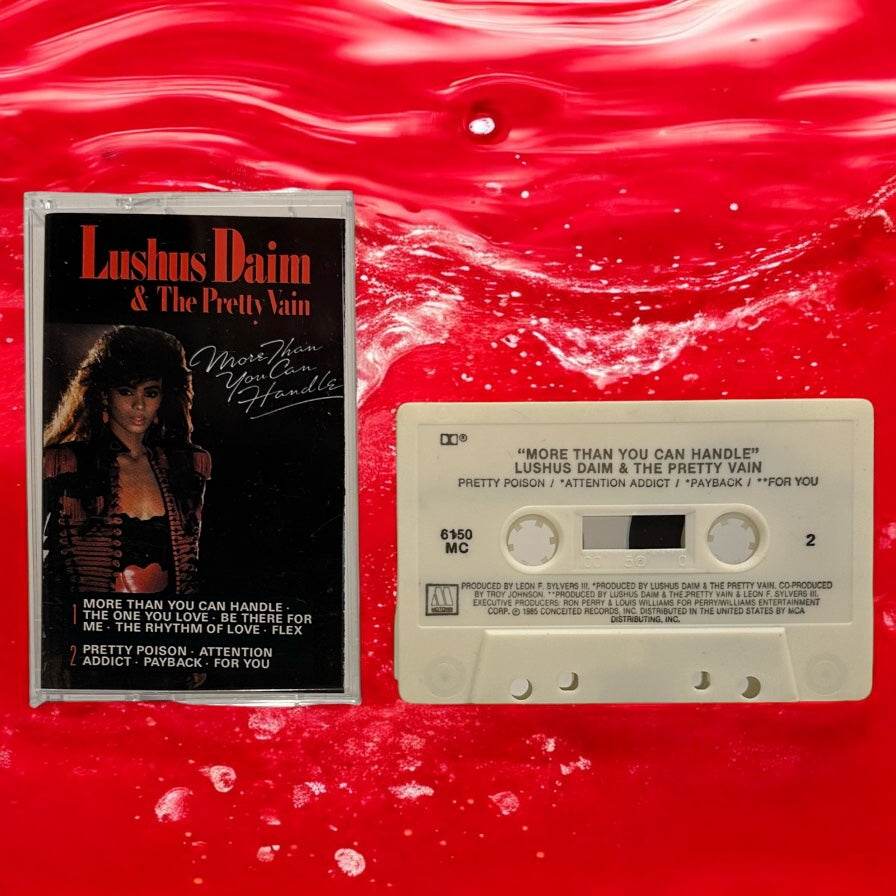 Lushus Daim
& The Pretty Vain
More Than
You Can
Handle
1 MORE THAN YOU CAN HANDLE ·
THE ONE YOU LOVE · BE THERE FOR
ME · THE RHYTHM OF LOVE · FLEX
2 PRETTY POISON · ATTENTION
ADDICT · PAYBACK · FOR YOU
"MORE THAN YOU CAN HANDLE"
LUSHUS DAIM & THE PRETTY VAIN
PRETTY POISON / *ATTENTION ADDICT / *PAYBACK / **FOR YOU
6150
MC
2
100 50 0
PRODUCED BY LEON F. SYLVERS III, *PRODUCED BY LUSHUS DAIM & THE PRETTY VAIN, CO-PRODUCED
BY TROY JOHNSON. **PRODUCED BY LUSHUS DAIM & THE PRETTY VAIN & LEON F. SYLVERS III.
EXECUTIVE PRODUCERS: RON PERRY & LOUIS WILLIAMS FOR PERRY/WILLIAMS ENTERTAINMENT
CORP. ℗ 1985 CONCEITED RECORDS, INC. DISTRIBUTED IN THE UNITED STATES BY MCA
DISTRIBUTING, INC.
MOTOWN